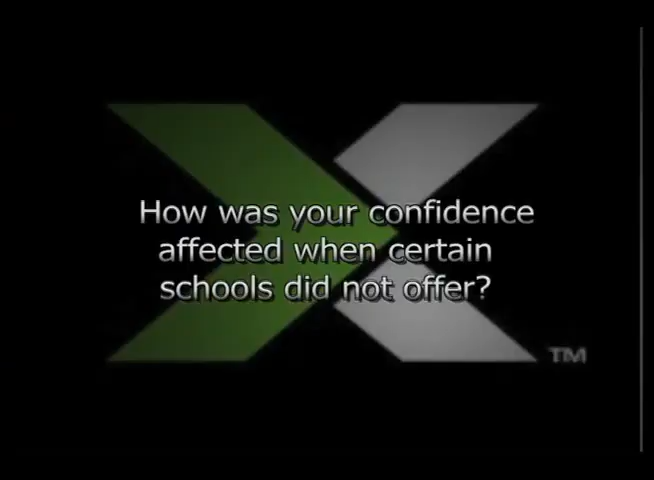 How was your confidence
affected when certain
schools did not offer?
TM